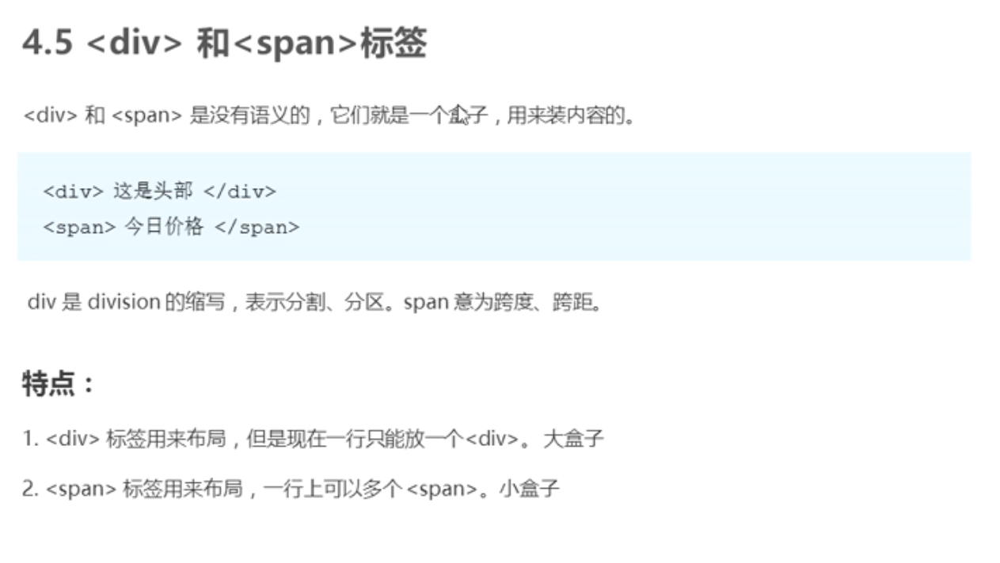 4.5 <div> 和<span>标签
<div> 和 <span> 是没有语义的，它们就是一个盒子，用来装内容的。
<div> 这是头部 </div>
<span> 今日价格 </span>
div 是 division 的缩写，表示分割、分区。span 意为跨度、跨距。
特点：
1. <div> 标签用来布局，但是现在一行只能放一个<div>。 大盒子
2. <span> 标签用来布局，一行上可以多个 <span>。小盒子